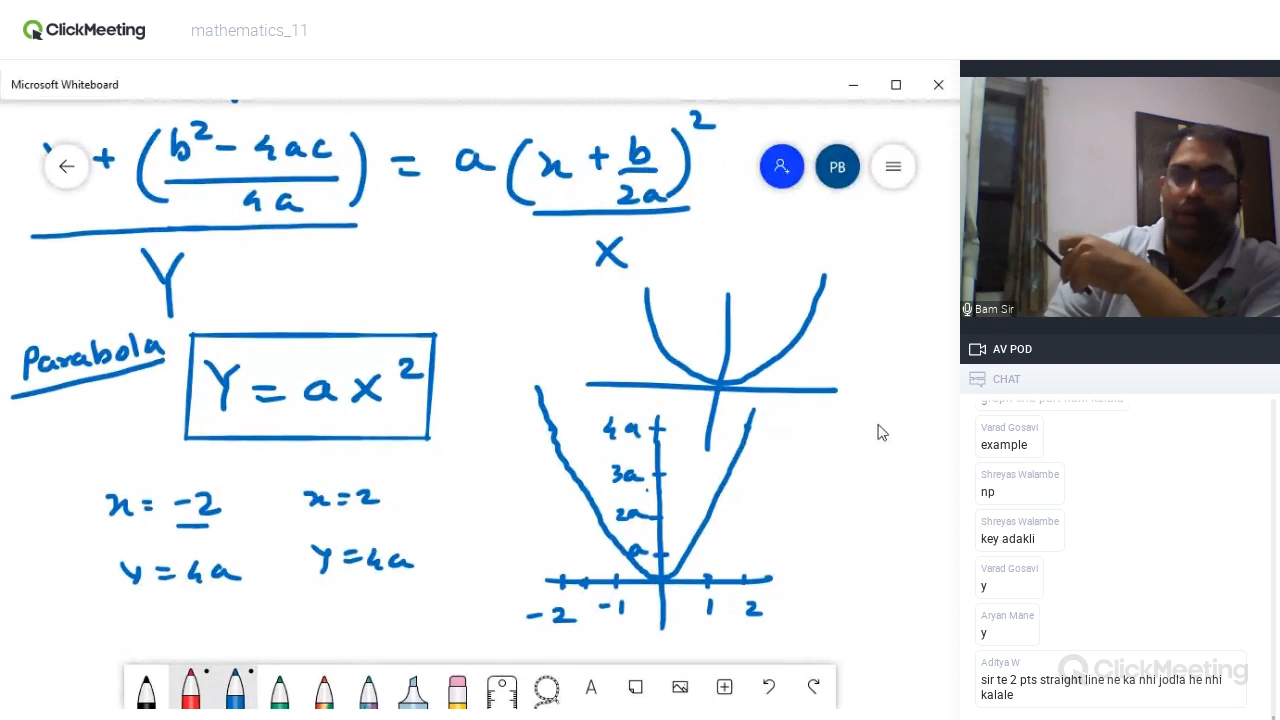 ClickMeeting
mathematics_11
Microsoft Whiteboard
+ (b² - 4ac / 4a) = a (x + b/2a)²
Y
X
PB
Parabola
Y = a x²
x = -2
x = 2
y = 4a
y = 4a
4a
3a
2a
a
-2 -1 1 2
A
Bam Sir
AV POD
CHAT
Varad Gosavi
example
Shreyas Walambe
np
Shreyas Walambe
key adakli
Varad Gosavi
y
Aryan Mane
y
Aditya W
sir te 2 pts straight line ne ka nhi jodla he nhi
kalale
ClickMeeting